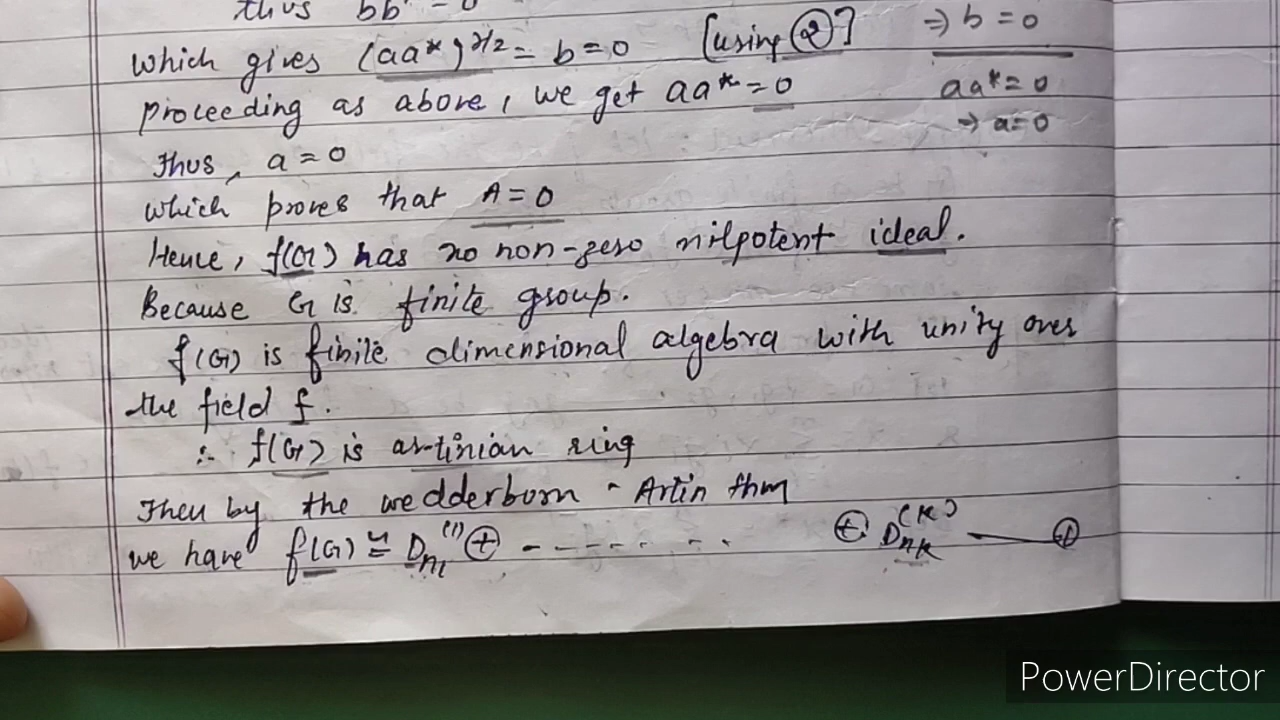 thus bb* = 0
which gives (aa*)^r/2 = b=0 [using ②] ⇒ b = 0
proceeding as above, we get aa* = 0 aa* = 0
⇒ a=0
Thus, a = 0
which proves that A = 0
Hence, f(G) has no non-zero nilpotent ideal.
Because G is finite group.
f(G) is finite dimensional algebra with unity over
the field f.
∴ f(G) is artinian ring
Then by the wedderborn - Artin thm
we have f(G) ≅ D_n₁^(1) ⊕ - - - - - - - ⊕ D_nk^(k) — ①
PowerDirector